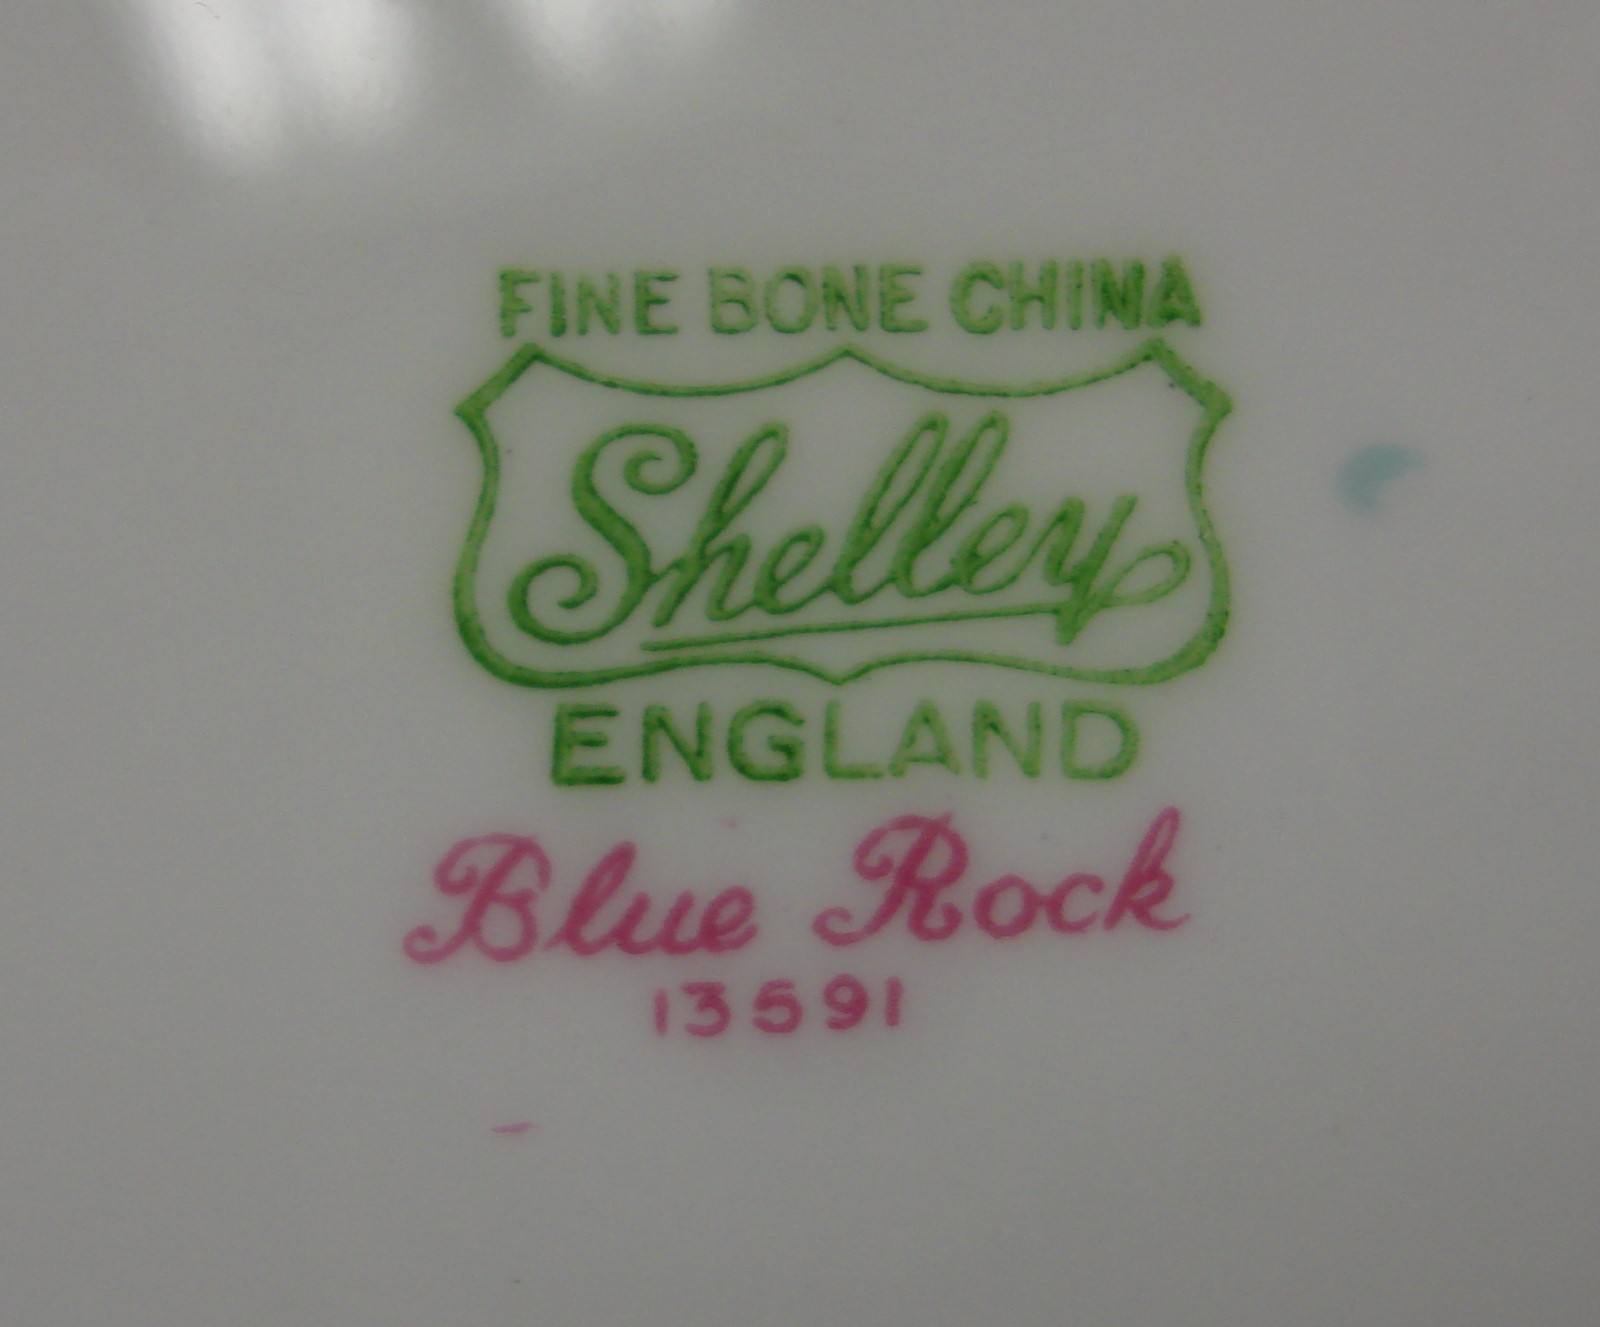 FINE BONE CHINA
Shelley
ENGLAND
Blue Rock
13591